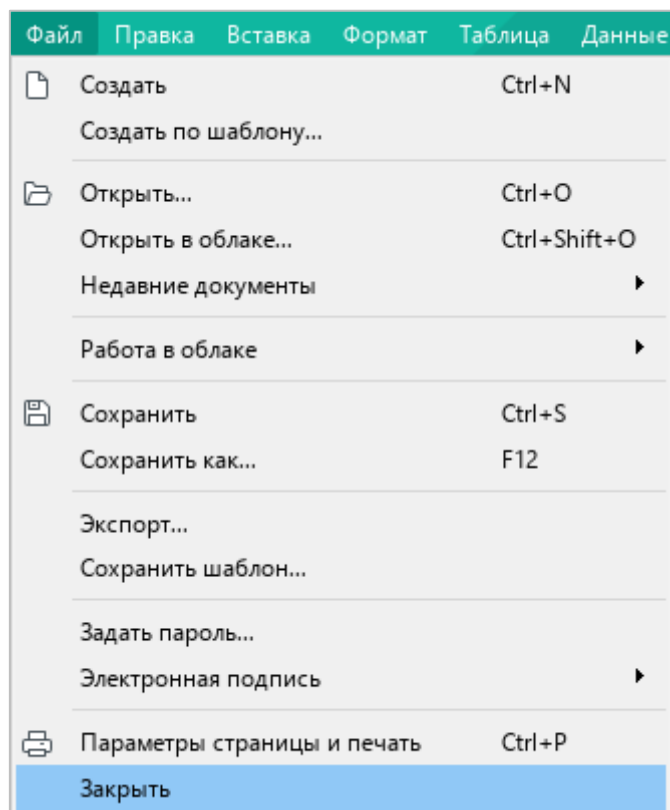 Файл Правка Вставка Формат Таблица Данные
Создать Ctrl+N
Создать по шаблону...
Открыть... Ctrl+O
Открыть в облаке... Ctrl+Shift+O
Недавние документы
Работа в облаке
Сохранить Ctrl+S
Сохранить как... F12
Экспорт...
Сохранить шаблон...
Задать пароль...
Электронная подпись
Параметры страницы и печать Ctrl+P
Закрыть